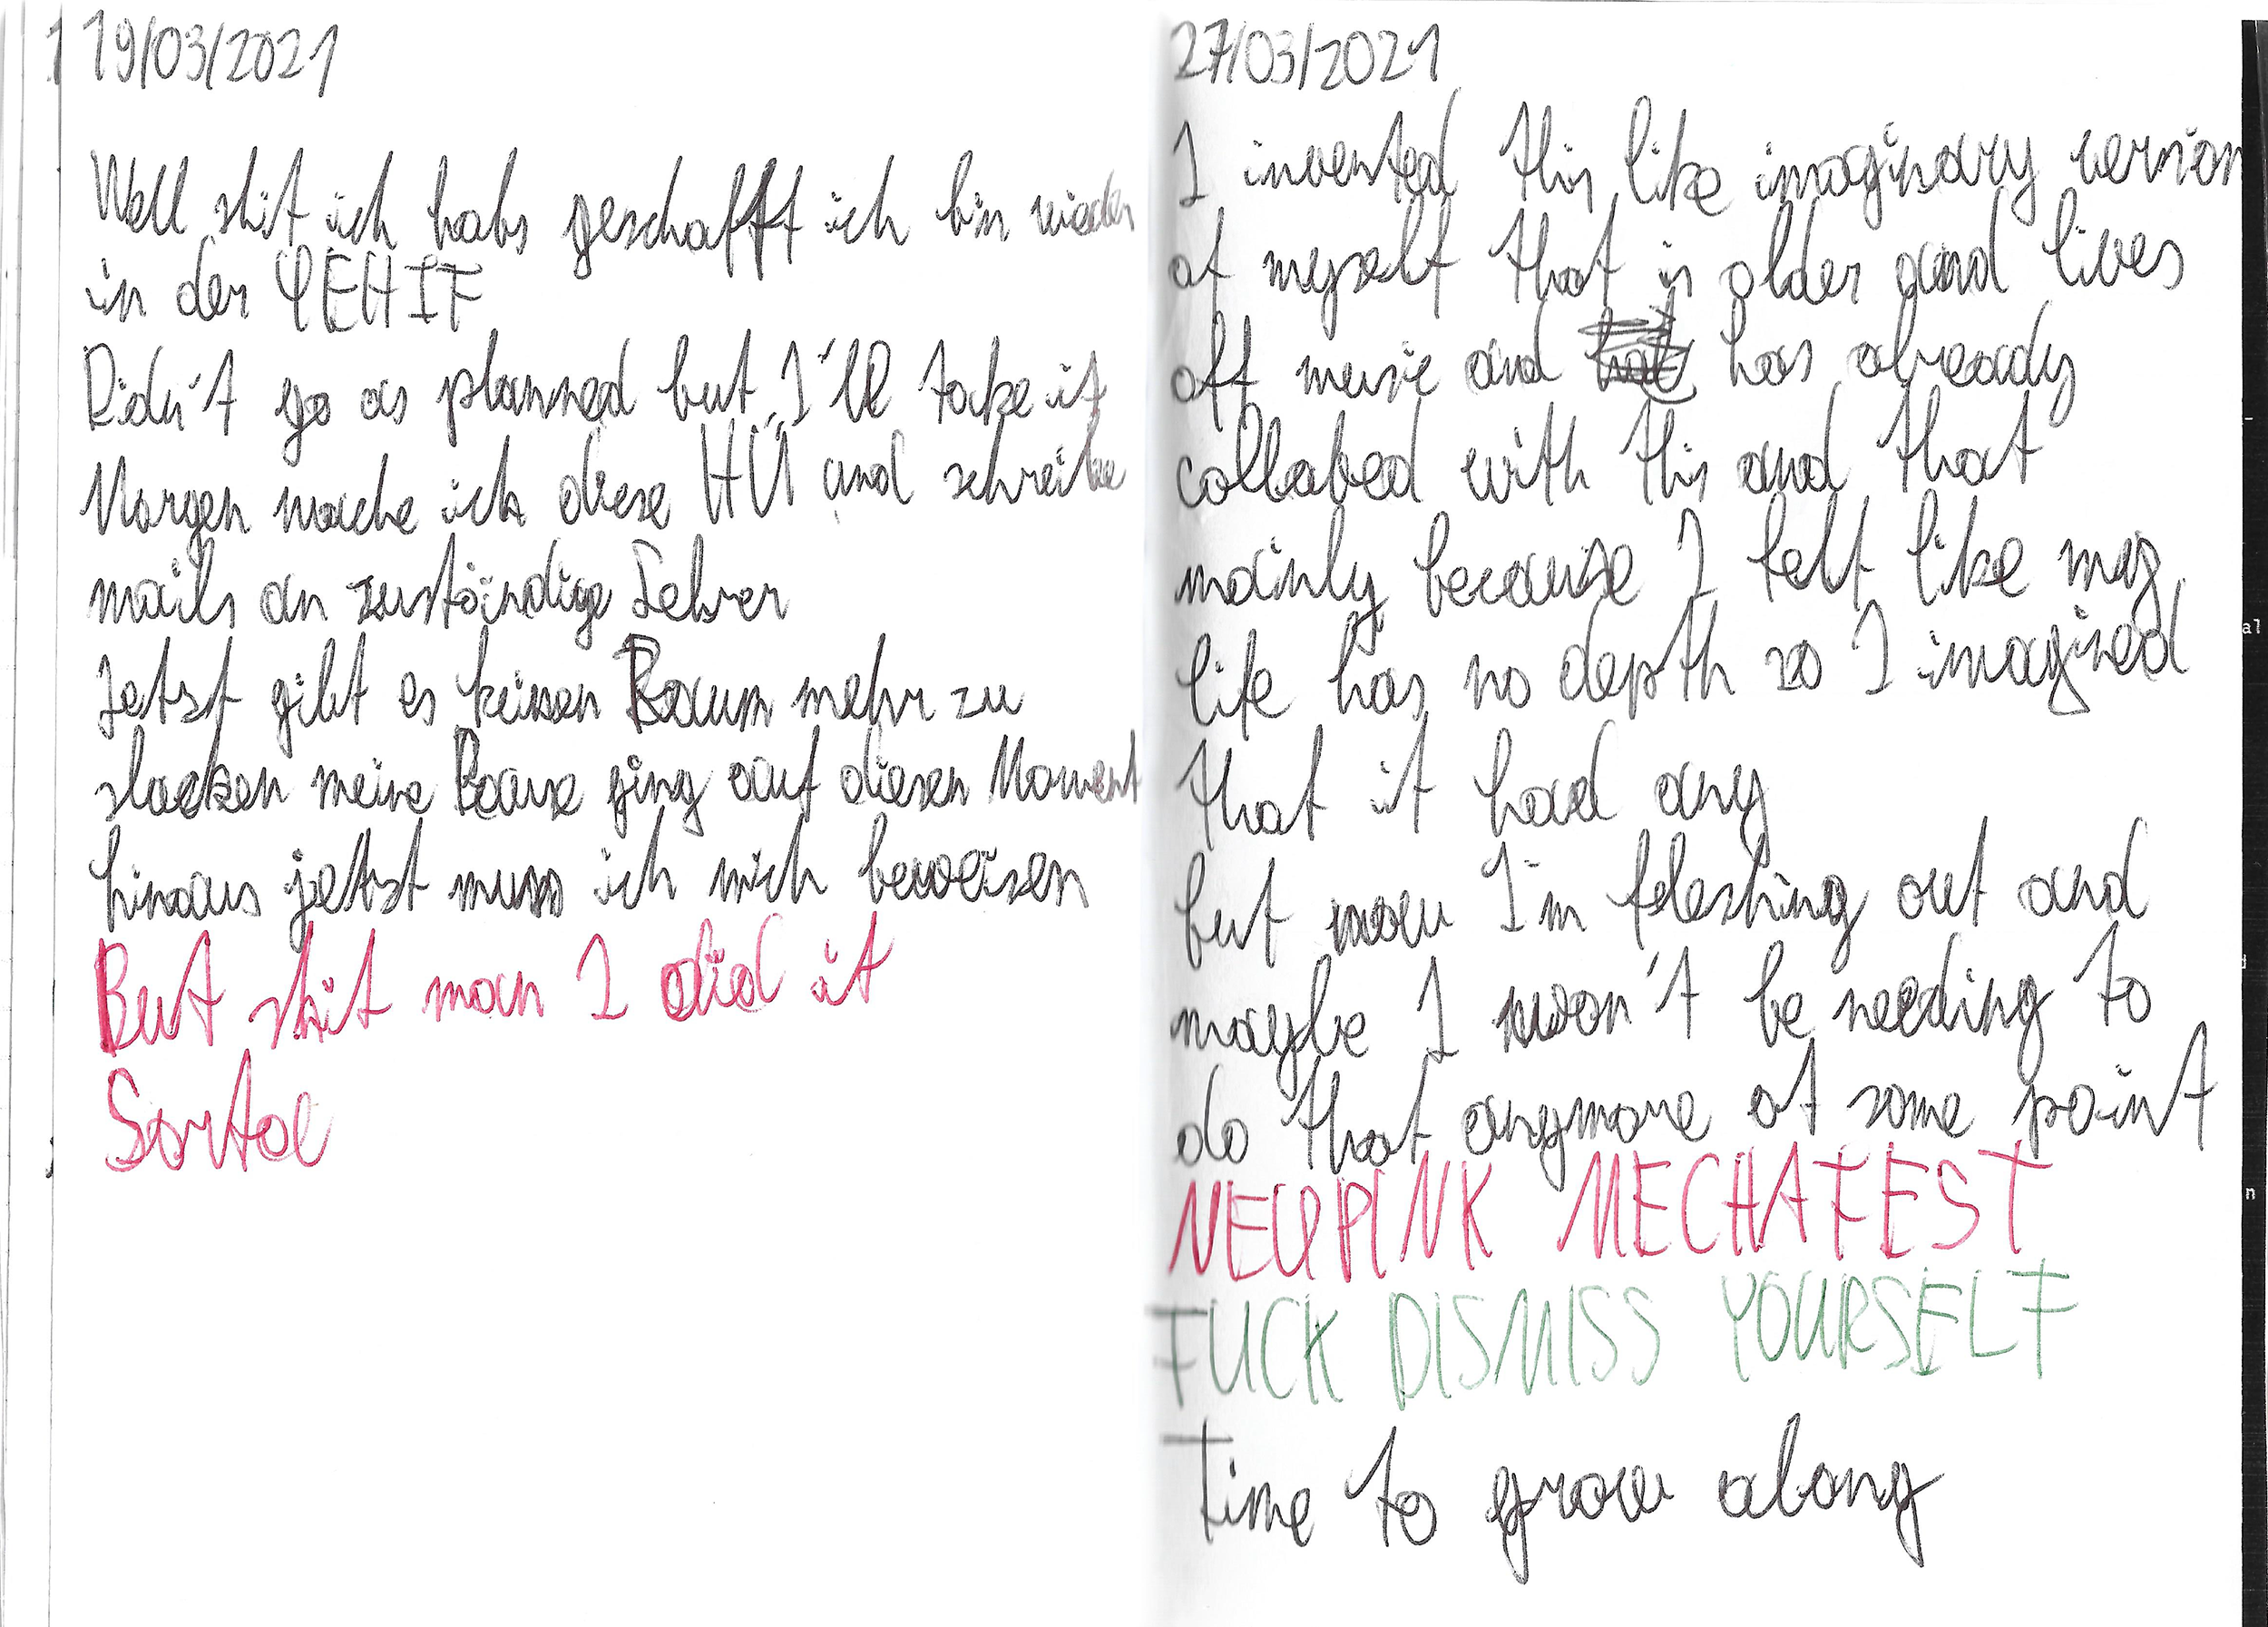 19/03/2021
Well shit ich habs geschafft ich bin wieder
in der 4EHIF
Didn't go as planned but I'll take it
Morgen mache ich diese HÜ und schreibe
mails an zuständige Lehrer
Jetzt gibt es keinen Raum mehr zu
slacken meine Pause ging auf diesen Moment
hinaus jetzt muss ich mich beweisen
But shit man I did it
Sorta
27/03/2021
I invented this like imaginary version
of myself that is older and lives
off music and has already
collabed with this and that
mainly because I felt like my
life has no depth so I imagined
that it had any
but now I'm fleshing out and
maybe I won't be needing to
do that anymore at some point
NEUPINK MECHAFEST
FUCK DISMISS YOURSELF
Time to grow along
al
d
n